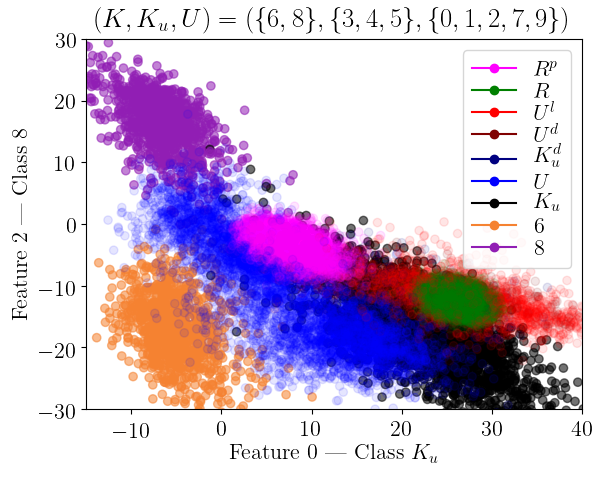 (K, K_u, U) = ({6, 8}, {3, 4, 5}, {0, 1, 2, 7, 9})
30
20
10
0
−10
−20
−30
Feature 2 — Class 8
R^p
R
U^l
U^d
K_u^d
U
K_u
6
8
−10
0
10
20
30
40
Feature 0 — Class K_u